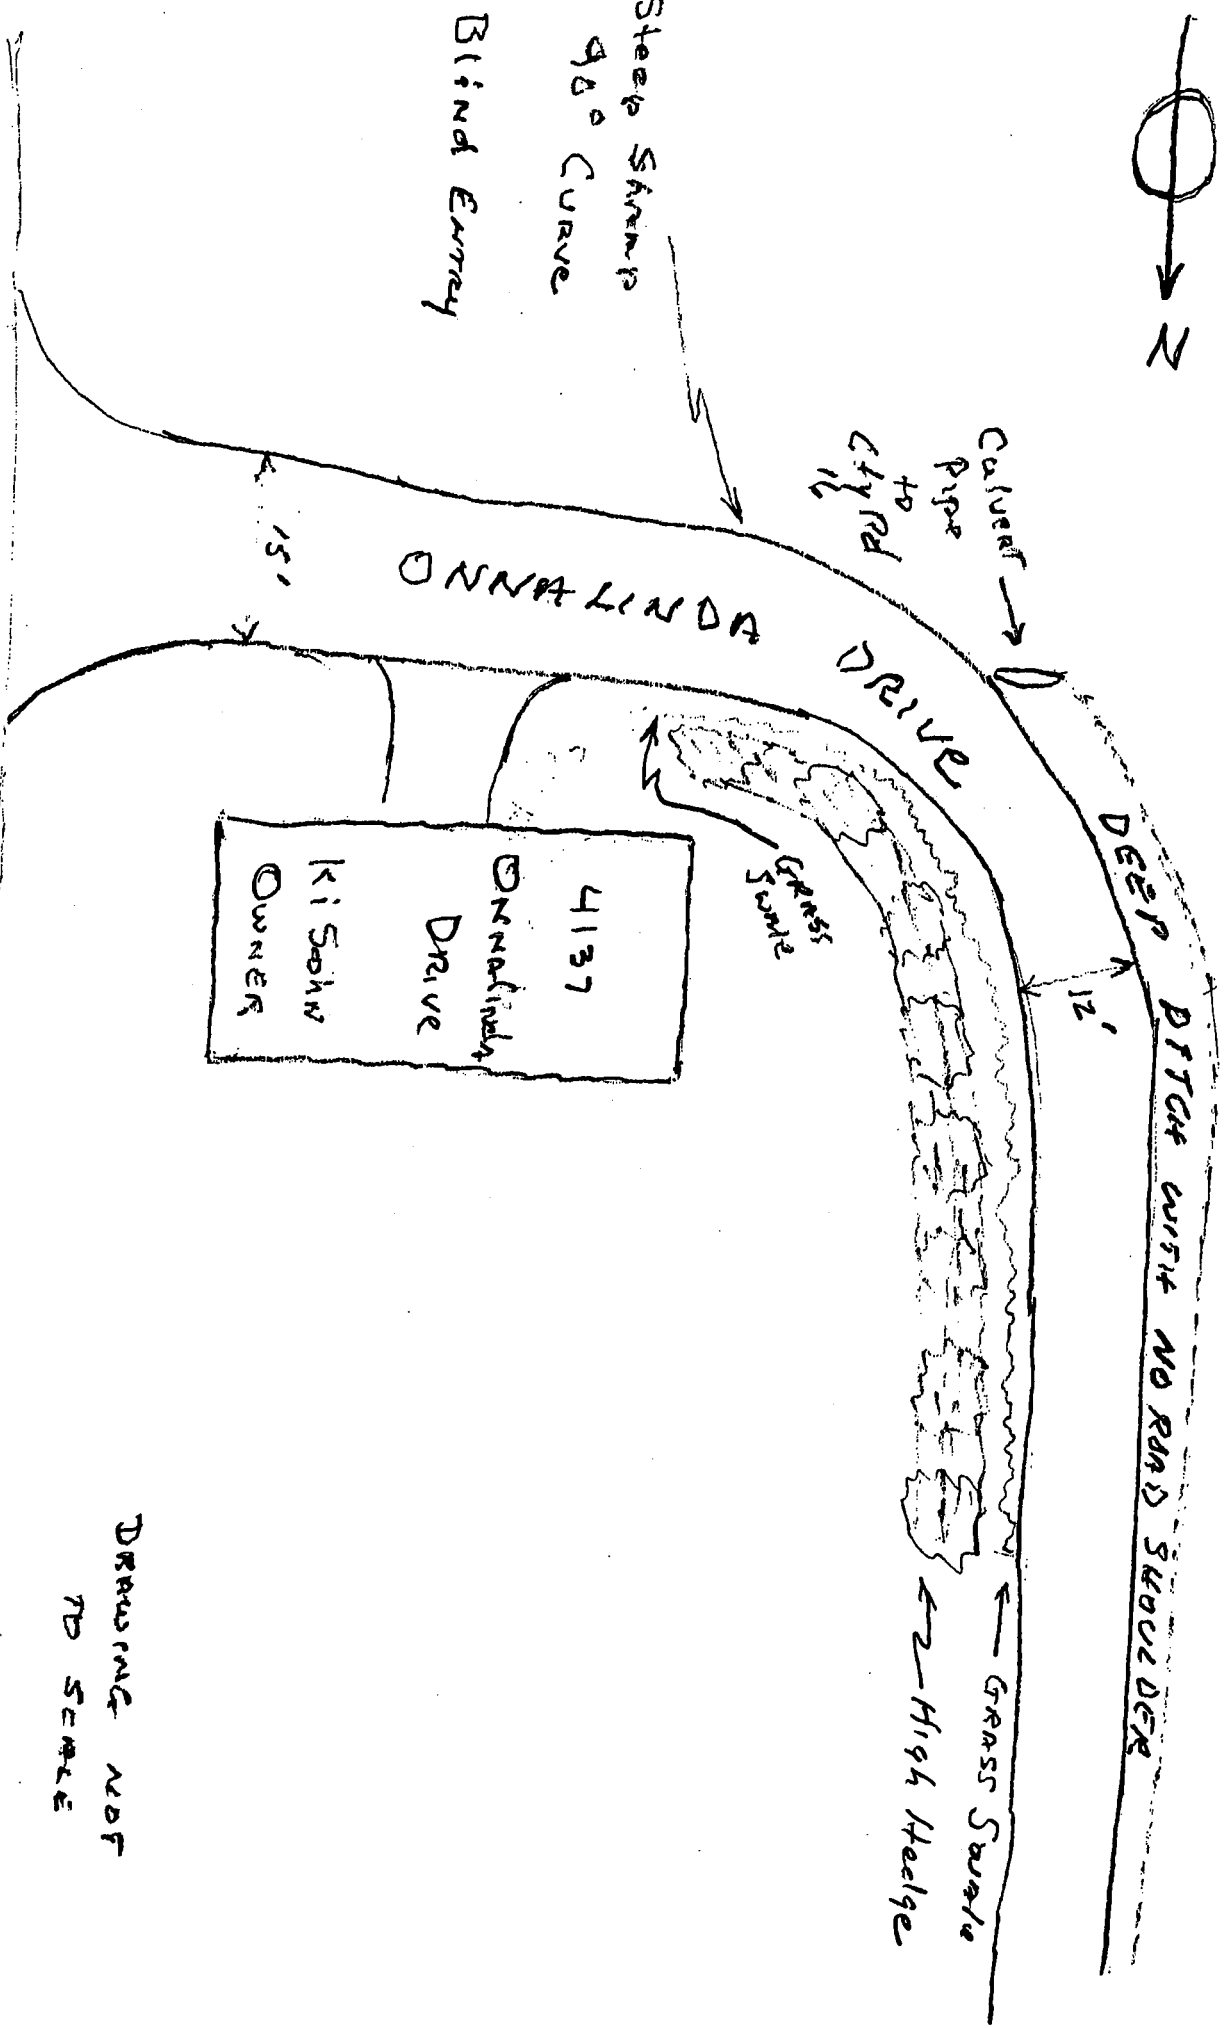 N
Steep Sharp
90° Curve
Blind Entry
Culvert
Pipe
to
Cty Rd
16
DEEP DITCH WITH NO ROAD SHOULDER
12'
ONNALINDA DRIVE
15'
Grass
Swale
4137
Onnalinda
Drive
Ki Sohn
Owner
Grass Swale
High Hedge
DRAWING NOT
TO SCALE